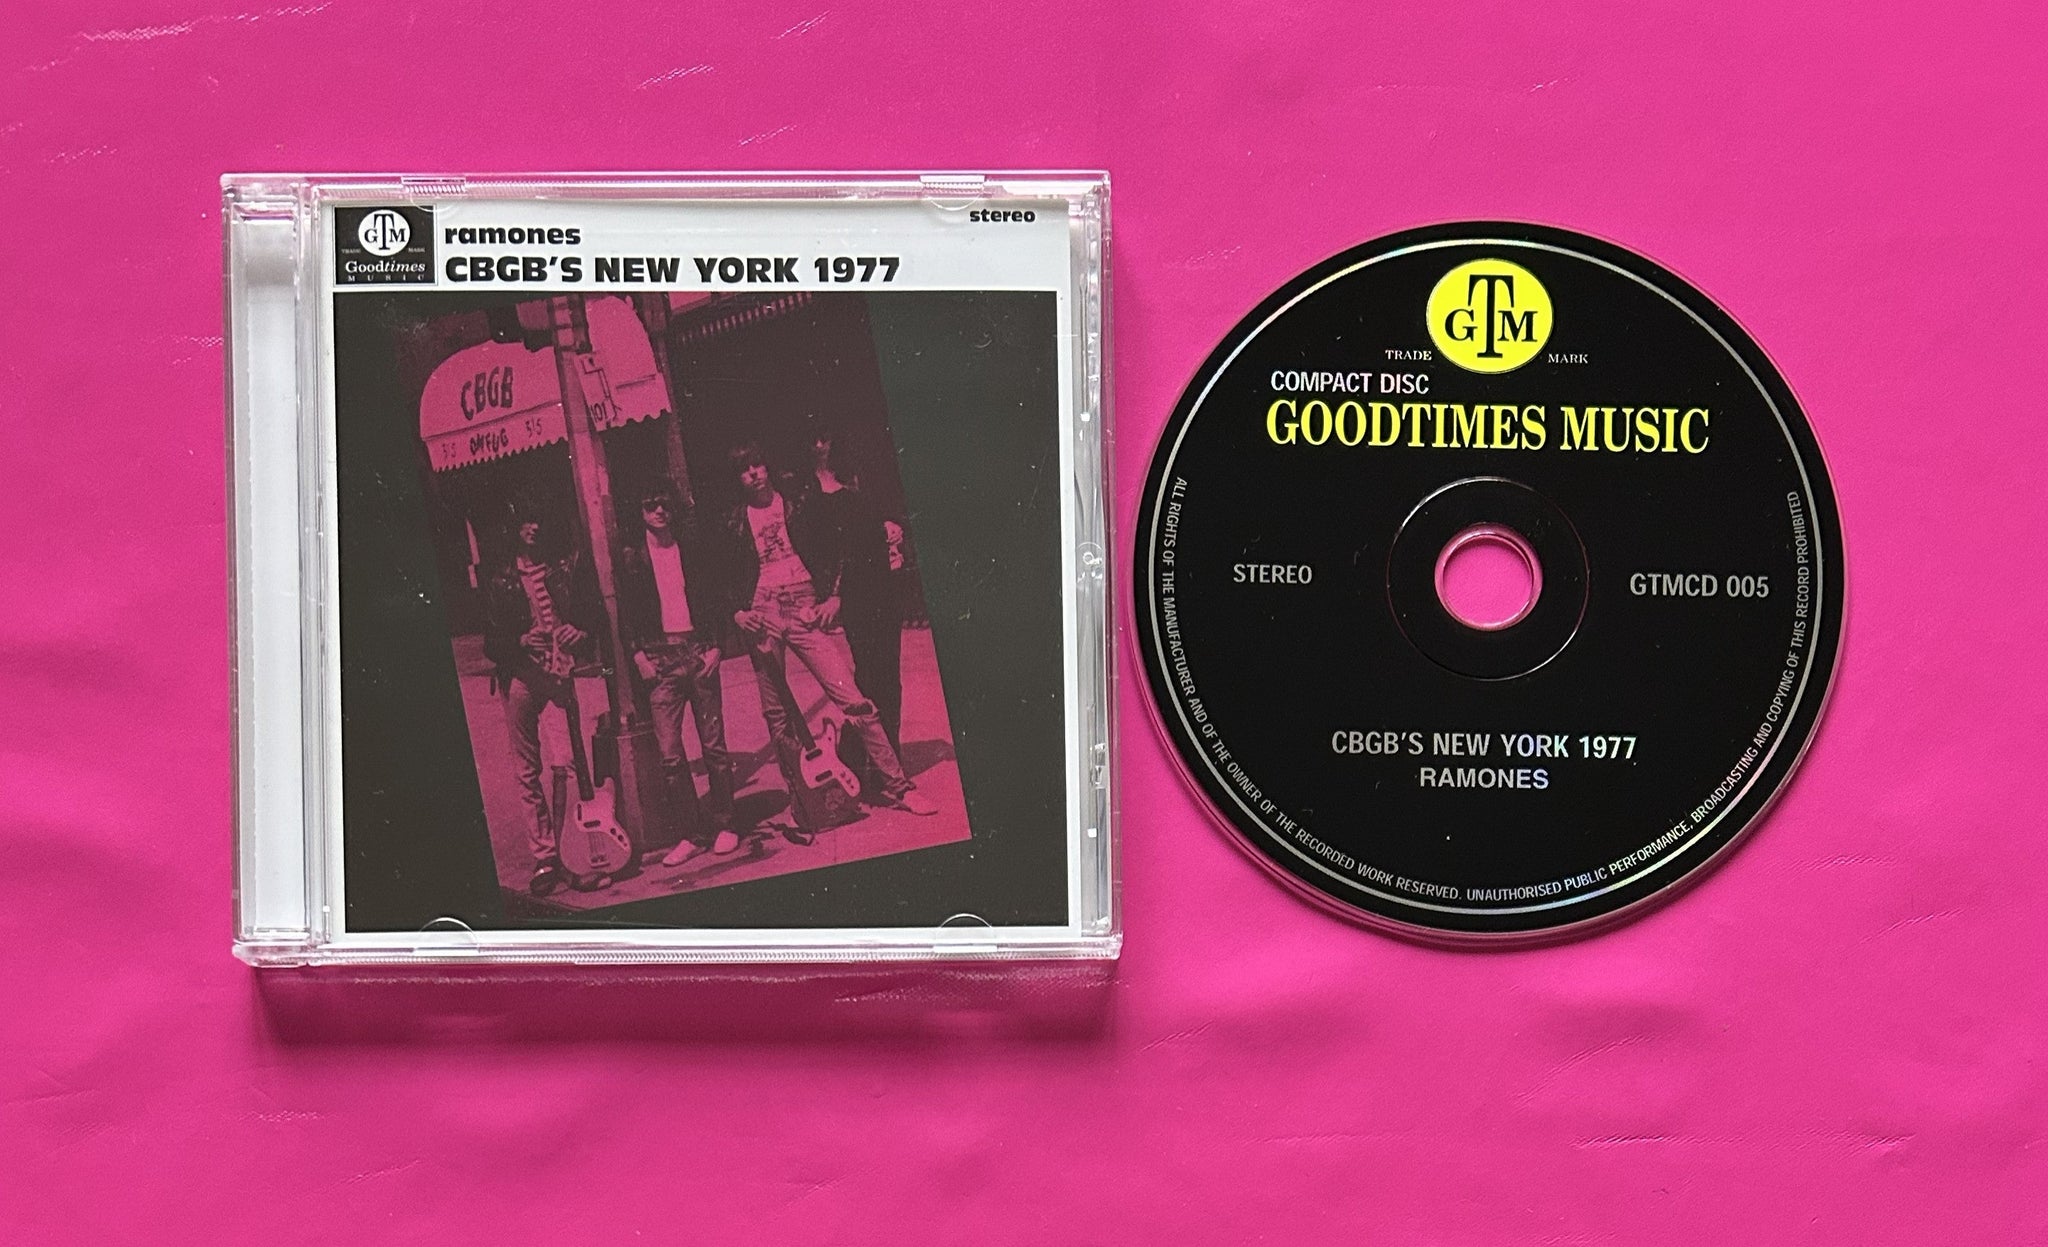 GTM
TRADE MARK
Goodtimes
MUSIC
ramones
stereo
CBGB'S NEW YORK 1977
CBGB
315 OMFUG 315
GTM
TRADE MARK
COMPACT DISC
GOODTIMES MUSIC
STEREO
GTMCD 005
CBGB'S NEW YORK 1977
RAMONES
ALL RIGHTS OF THE MANUFACTURER AND OF THE OWNER OF THE RECORDED WORK RESERVED. UNAUTHORISED PUBLIC PERFORMANCE, BROADCASTING AND COPYING OF THIS RECORD PROHIBITED